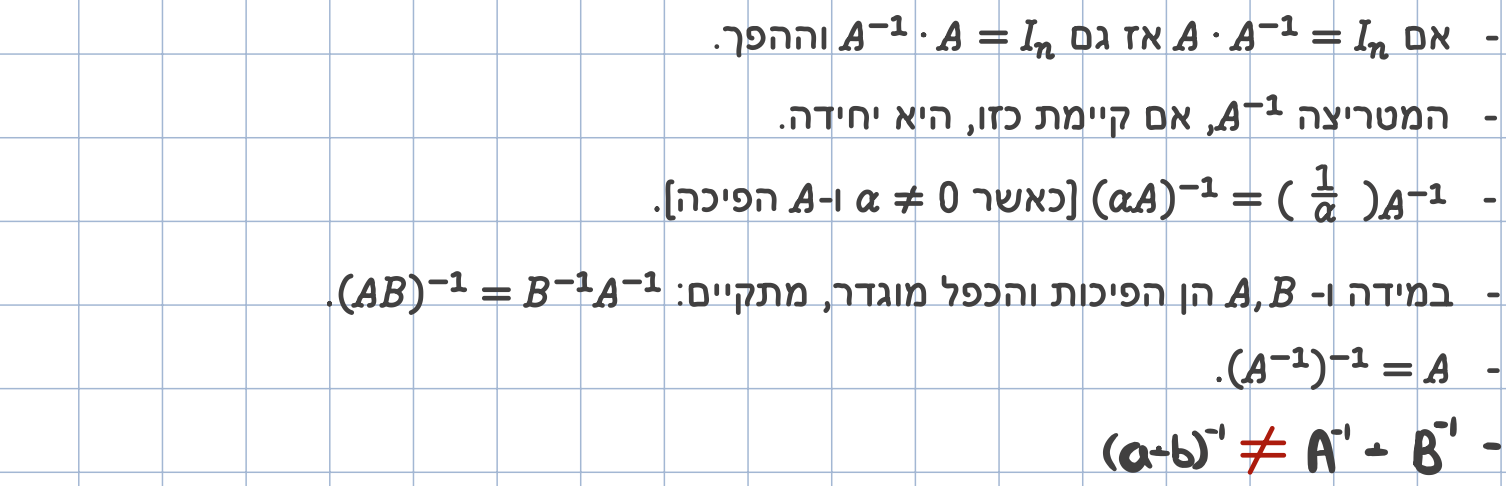 - אם A · A⁻¹ = Iₙ אז גם A⁻¹ · A = Iₙ וההפך.
- המטריצה A⁻¹, אם קיימת כזו, היא יחידה.
- (αA)⁻¹ = ( 1/α )A⁻¹ [כאשר α ≠ 0 ו-A הפיכה].
- במידה ו- A, B הן הפיכות והכפל מוגדר, מתקיים: (AB)⁻¹ = B⁻¹A⁻¹.
- (A⁻¹)⁻¹ = A.
- (a+b)⁻¹ ≠ A⁻¹ + B⁻¹